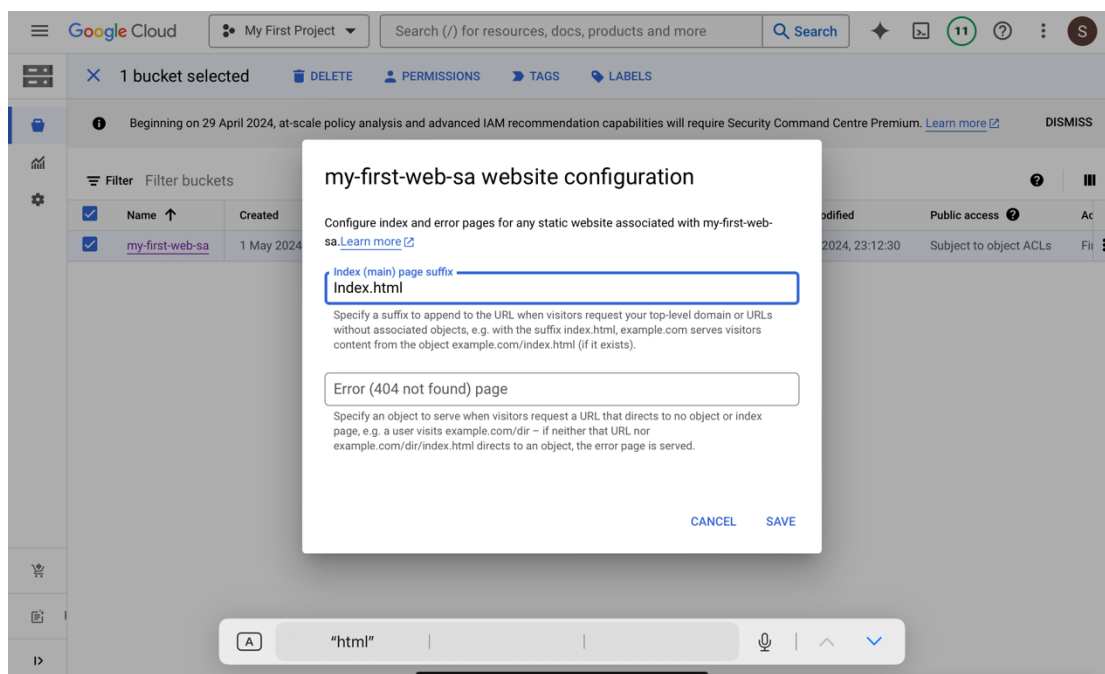 Google Cloud
My First Project
Search (/) for resources, docs, products and more
Search
11
S
1 bucket selected
DELETE
PERMISSIONS
TAGS
LABELS
Beginning on 29 April 2024, at-scale policy analysis and advanced IAM recommendation capabilities will require Security Command Centre Premium. Learn more
DISMISS
Filter Filter buckets
Name
Created
odified
Public access
Ac
my-first-web-sa
1 May 2024
2024, 23:12:30
Subject to object ACLs
my-first-web-sa website configuration
Configure index and error pages for any static website associated with my-first-web-
sa.Learn more
Index (main) page suffix
Index.html
Specify a suffix to append to the URL when visitors request your top-level domain or URLs
without associated objects, e.g. with the suffix index.html, example.com serves visitors
content from the object example.com/index.html (if it exists).
Error (404 not found) page
Specify an object to serve when visitors request a URL that directs to no object or index
page, e.g. a user visits example.com/dir – if neither that URL nor
example.com/dir/index.html directs to an object, the error page is served.
CANCEL
SAVE
A
“html”